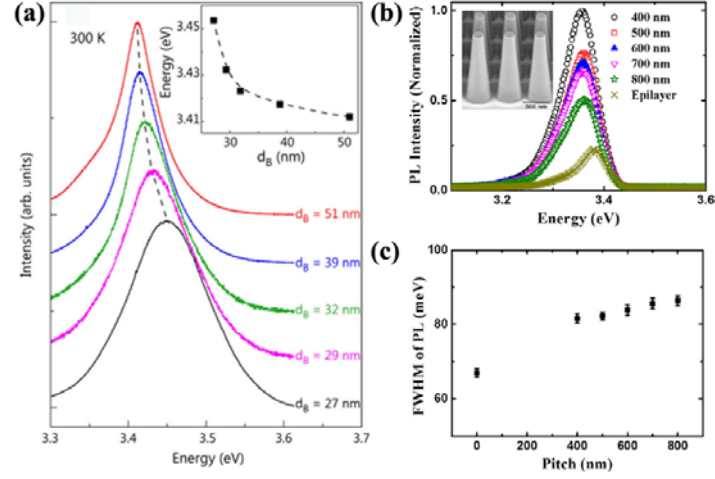 (a)
300 K
Intensity (arb. units)
3.3
3.4
3.5
3.6
3.7
Energy (eV)
d_B = 51 nm
d_B = 39 nm
d_B = 32 nm
d_B = 29 nm
d_B = 27 nm
Energy (eV)
3.45
3.43
3.41
30
40
50
d_B (nm)
(b)
PL Intensity (Normalized)
1.0
0.5
0.0
3.2
3.4
3.6
Energy (eV)
400 nm
500 nm
600 nm
700 nm
800 nm
Epilayer
500 nm
(c)
FWHM of PL (meV)
100
80
60
0
400
600
800
Pitch (nm)